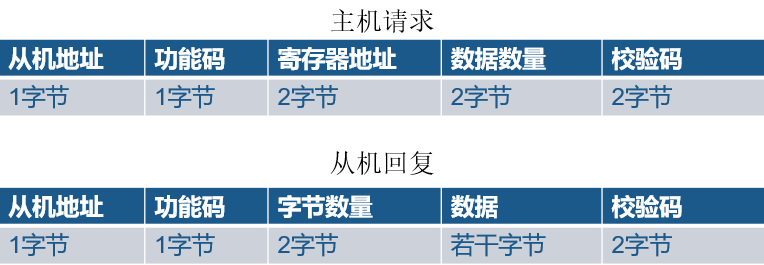 主机请求
从机地址 功能码 寄存器地址 数据数量 校验码
1字节 1字节 2字节 2字节 2字节
从机回复
从机地址 功能码 字节数量 数据 校验码
1字节 1字节 2字节 若干字节 2字节